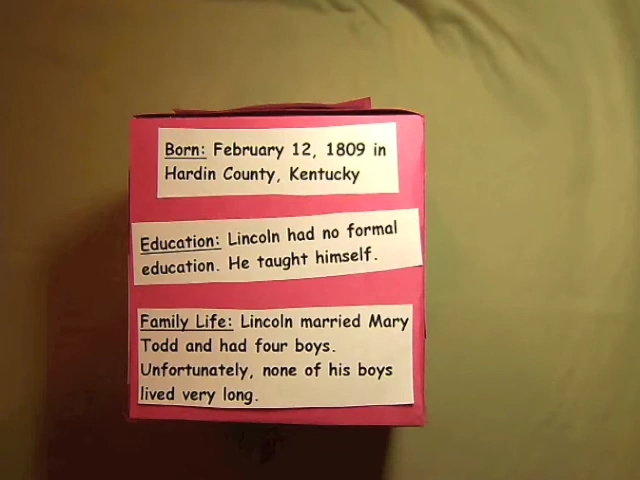 Born: February 12, 1809 in
Hardin County, Kentucky
Education: Lincoln had no formal
education. He taught himself.
Family Life: Lincoln married Mary
Todd and had four boys.
Unfortunately, none of his boys
lived very long.